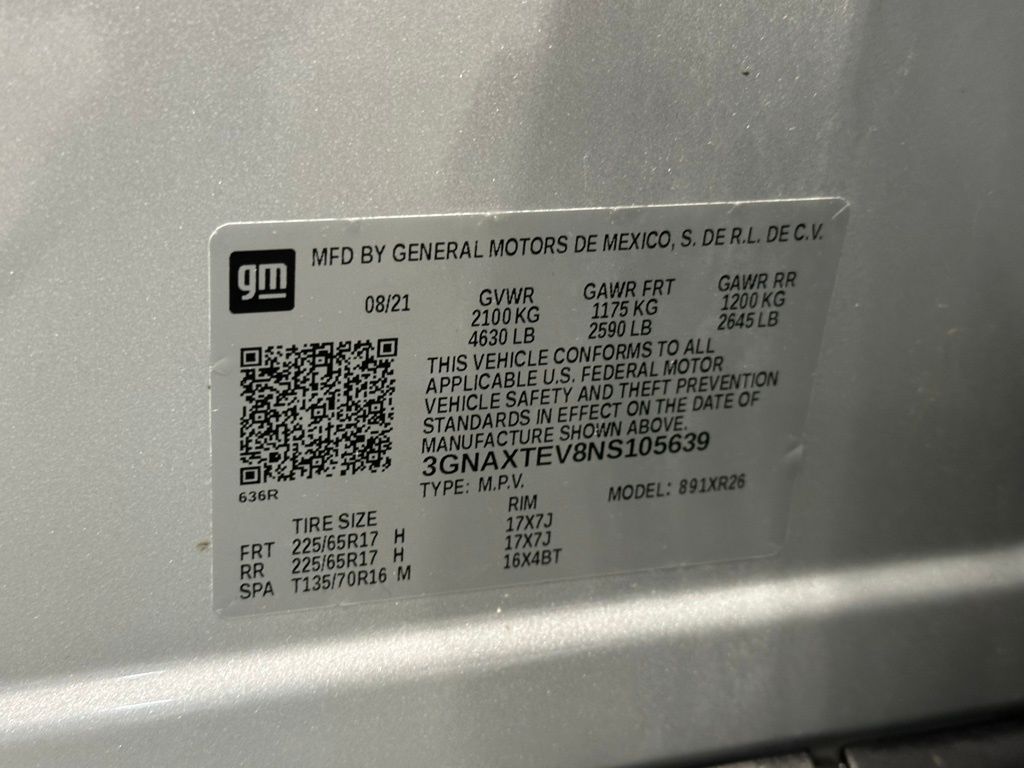 gm
MFD BY GENERAL MOTORS DE MEXICO, S. DE R.L. DE C.V.
08/21 GVWR GAWR FRT GAWR RR
2100 KG 1175 KG 1200 KG
4630 LB 2590 LB 2645 LB
THIS VEHICLE CONFORMS TO ALL
APPLICABLE U.S. FEDERAL MOTOR
VEHICLE SAFETY AND THEFT PREVENTION
STANDARDS IN EFFECT ON THE DATE OF
MANUFACTURE SHOWN ABOVE.
3GNAXTEV8NS105639
636R TYPE: M.P.V. MODEL: 891XR26
TIRE SIZE RIM
FRT 225/65R17 H 17X7J
RR 225/65R17 H 17X7J
SPA T135/70R16 M 16X4BT